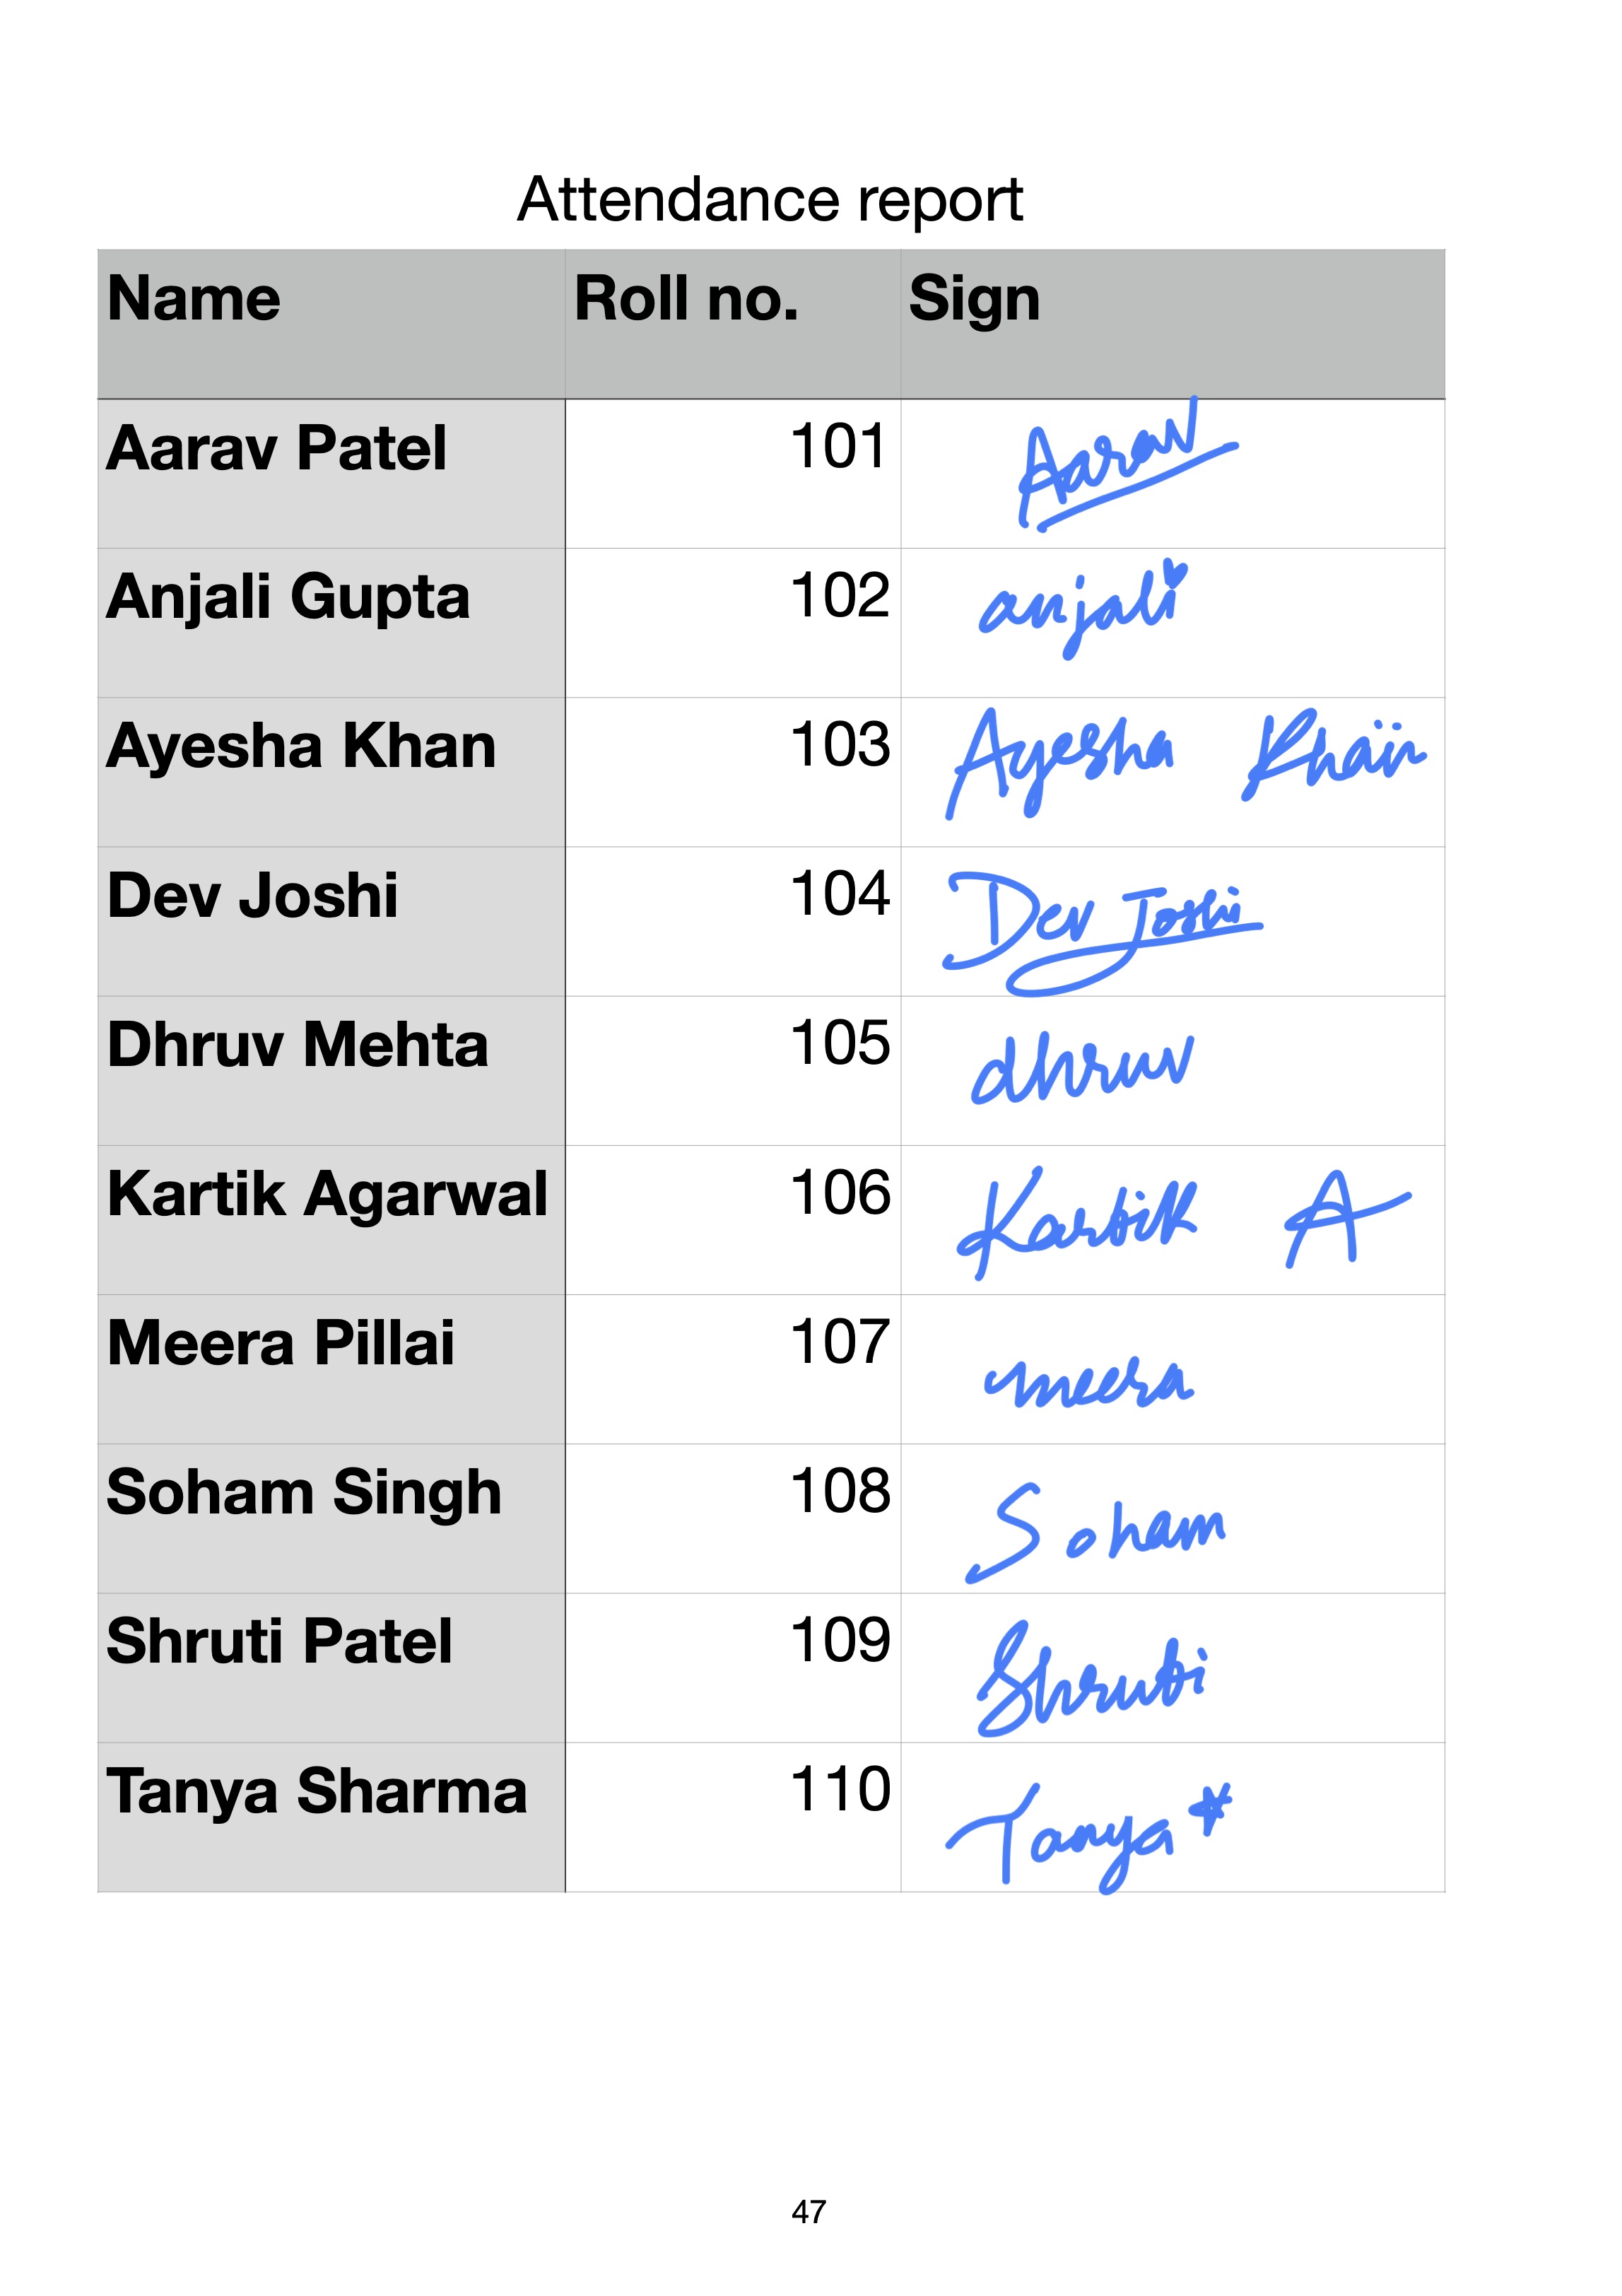 Attendance report
Name Roll no. Sign
Aarav Patel 101 Aarav
Anjali Gupta 102 anjali
Ayesha Khan 103 Ayesha Khan
Dev Joshi 104 Dev Joshi
Dhruv Mehta 105 dhruv
Kartik Agarwal 106 Kartik A
Meera Pillai 107 meera
Soham Singh 108 Soham
Shruti Patel 109 Shruti
Tanya Sharma 110 Tanya *
47